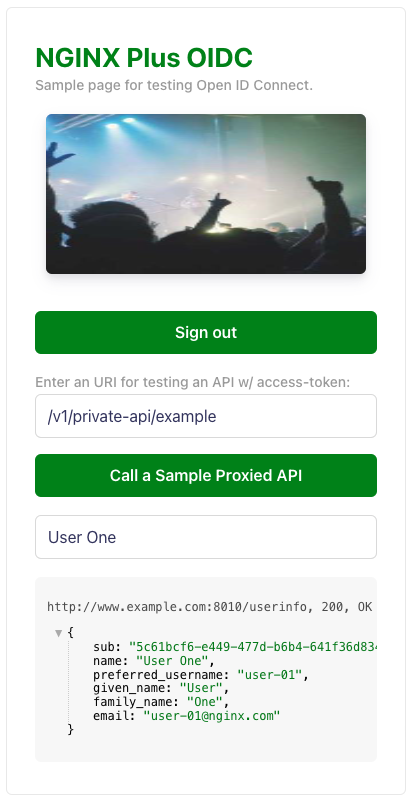 NGINX Plus OIDC
Sample page for testing Open ID Connect.
Sign out
Enter an URI for testing an API w/ access-token:
/v1/private-api/example
Call a Sample Proxied API
User One
http://www.example.com:8010/userinfo, 200, OK
{
sub: "5c61bcf6-e449-477d-b6b4-641f36d834
name: "User One",
preferred_username: "user-01",
given_name: "User",
family_name: "One",
email: "user-01@nginx.com"
}